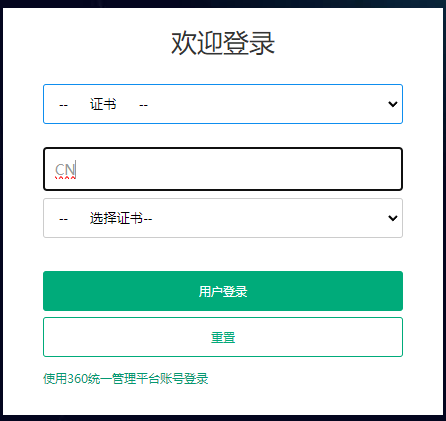 欢迎登录
-- 证书 --
CN
-- 选择证书--
用户登录
重置
使用360统一管理平台账号登录